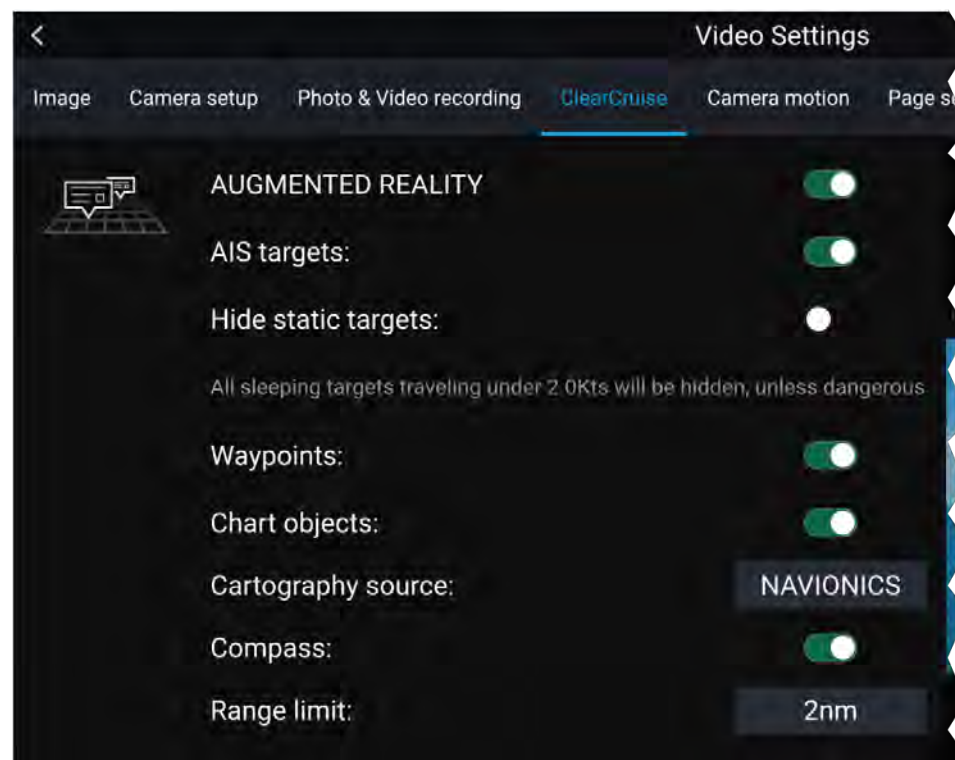 Video Settings
Image Camera setup Photo & Video recording ClearCruise Camera motion Page
AUGMENTED REALITY
AIS targets:
Hide static targets:
All sleeping targets traveling under 2.0Kts will be hidden, unless dangerous
Waypoints:
Chart objects:
Cartography source: NAVIONICS
Compass:
Range limit: 2nm